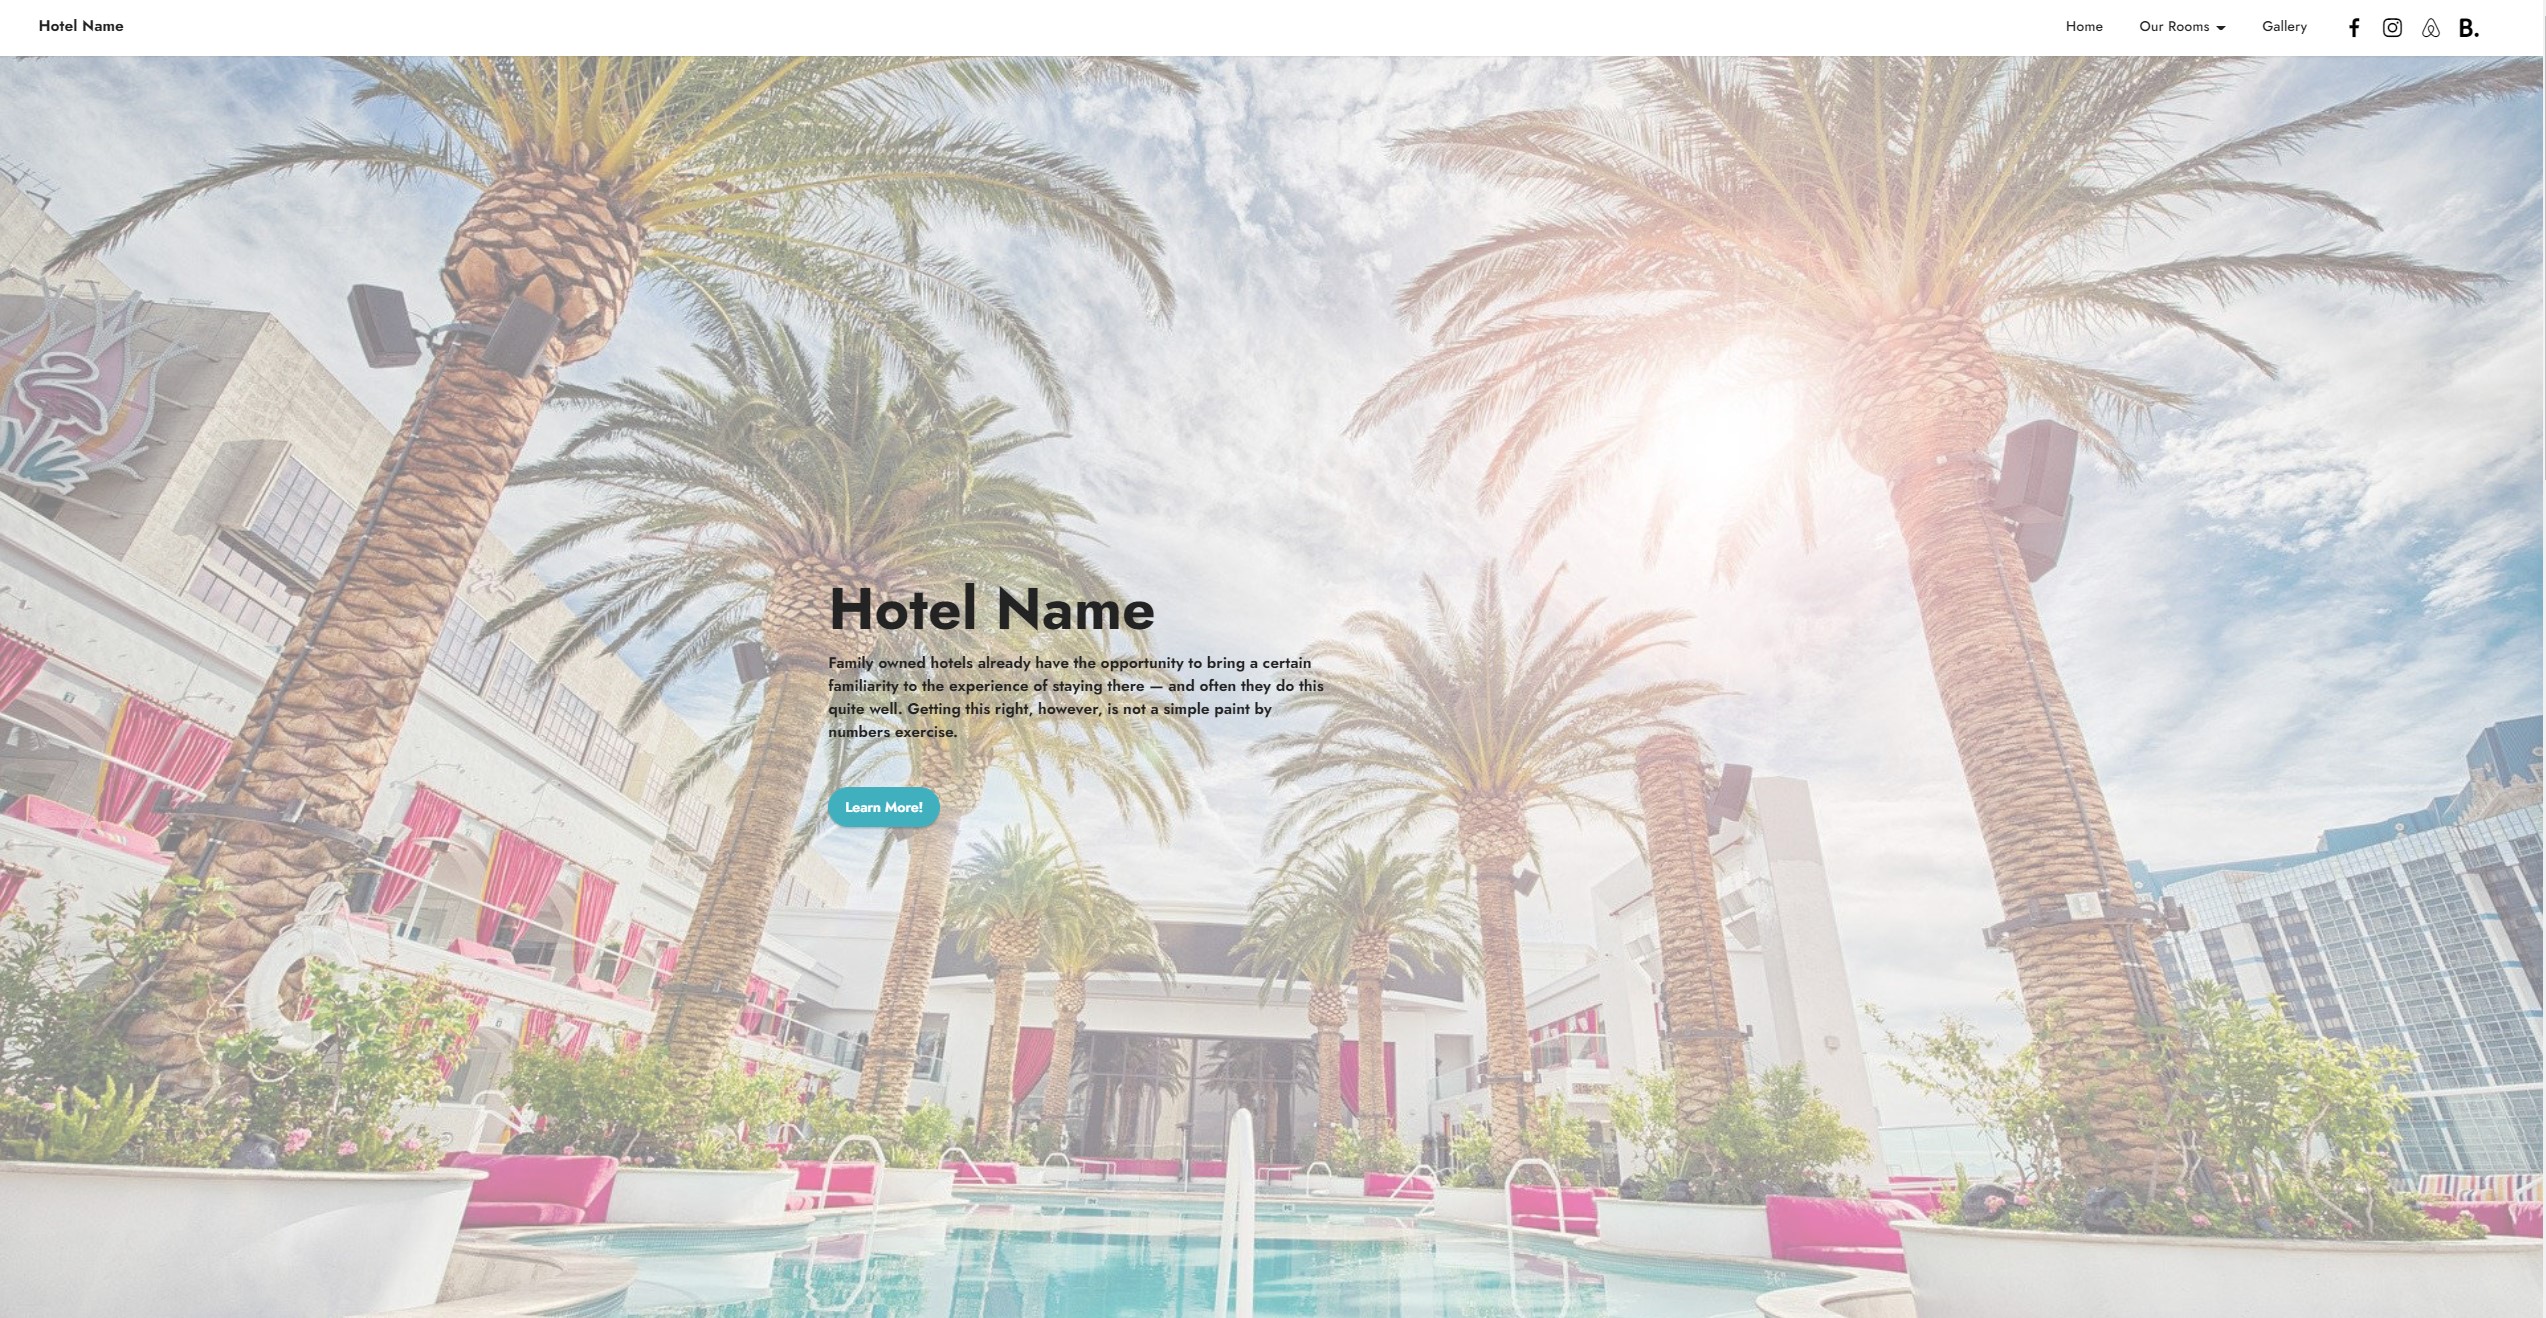 Hotel Name
Home
Our Rooms
Gallery
B.
Hotel Name
Family owned hotels already have the opportunity to bring a certain
familiarity to the experience of staying there — and often they do this
quite well. Getting this right, however, is not a simple paint by
numbers exercise.
Learn More!